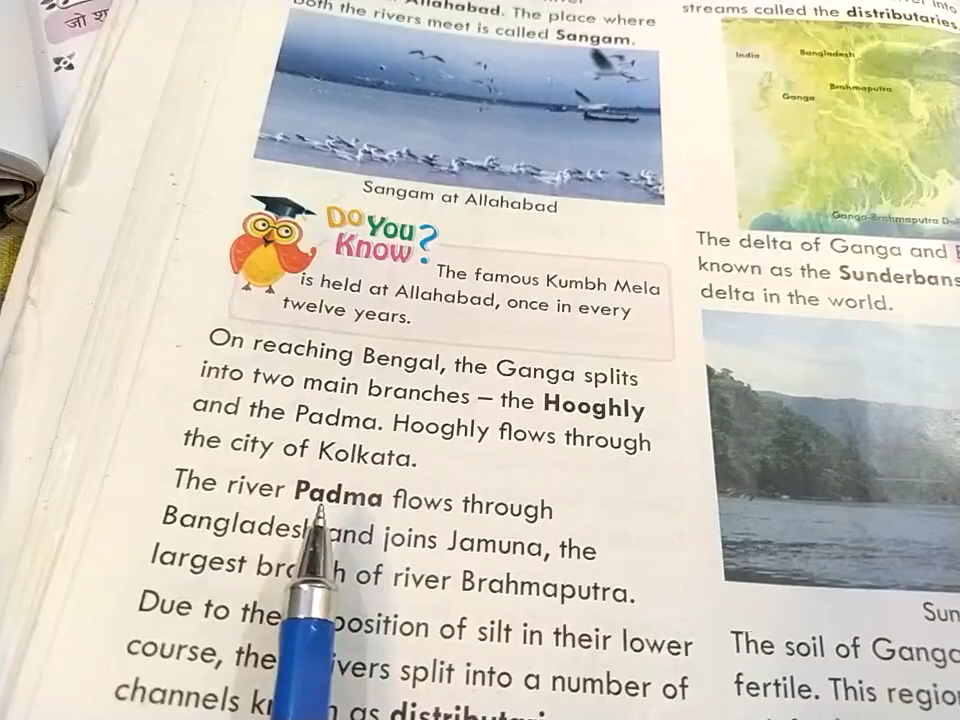 जो
Allahabad. The place where
both the rivers meet is called Sangam.
Sangam at Allahabad
Do You Know?
The famous Kumbh Mela
is held at Allahabad, once in every
twelve years.
On reaching Bengal, the Ganga splits
into two main branches – the Hooghly
and the Padma. Hooghly flows through
the city of Kolkata.
The river Padma flows through
Bangladesh and joins Jamuna, the
largest branch of river Brahmaputra.
Due to the position of silt in their lower
course, the ivers split into a number of
channels as
streams called the distributaries
India
Bangladesh
Brahmaputra
Ganga
Ganga-Brahmaputra
The delta of Ganga and
known as the Sunderbans
delta in the world.
Sun
The soil of Ganga
fertile. This regio